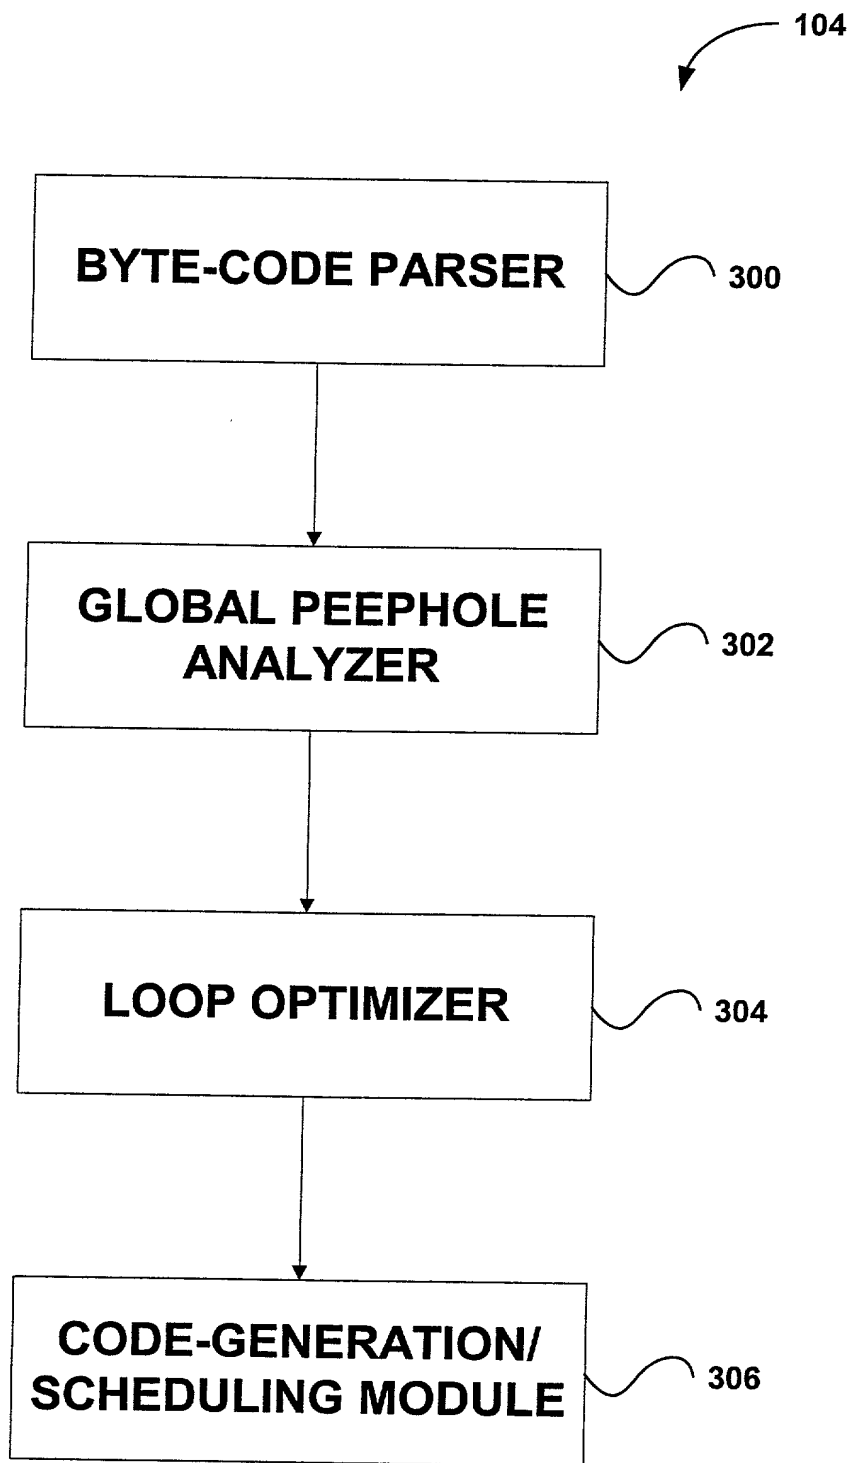 104
BYTE-CODE PARSER
300
GLOBAL PEEPHOLE
ANALYZER
302
LOOP OPTIMIZER
304
CODE-GENERATION/
SCHEDULING MODULE
306